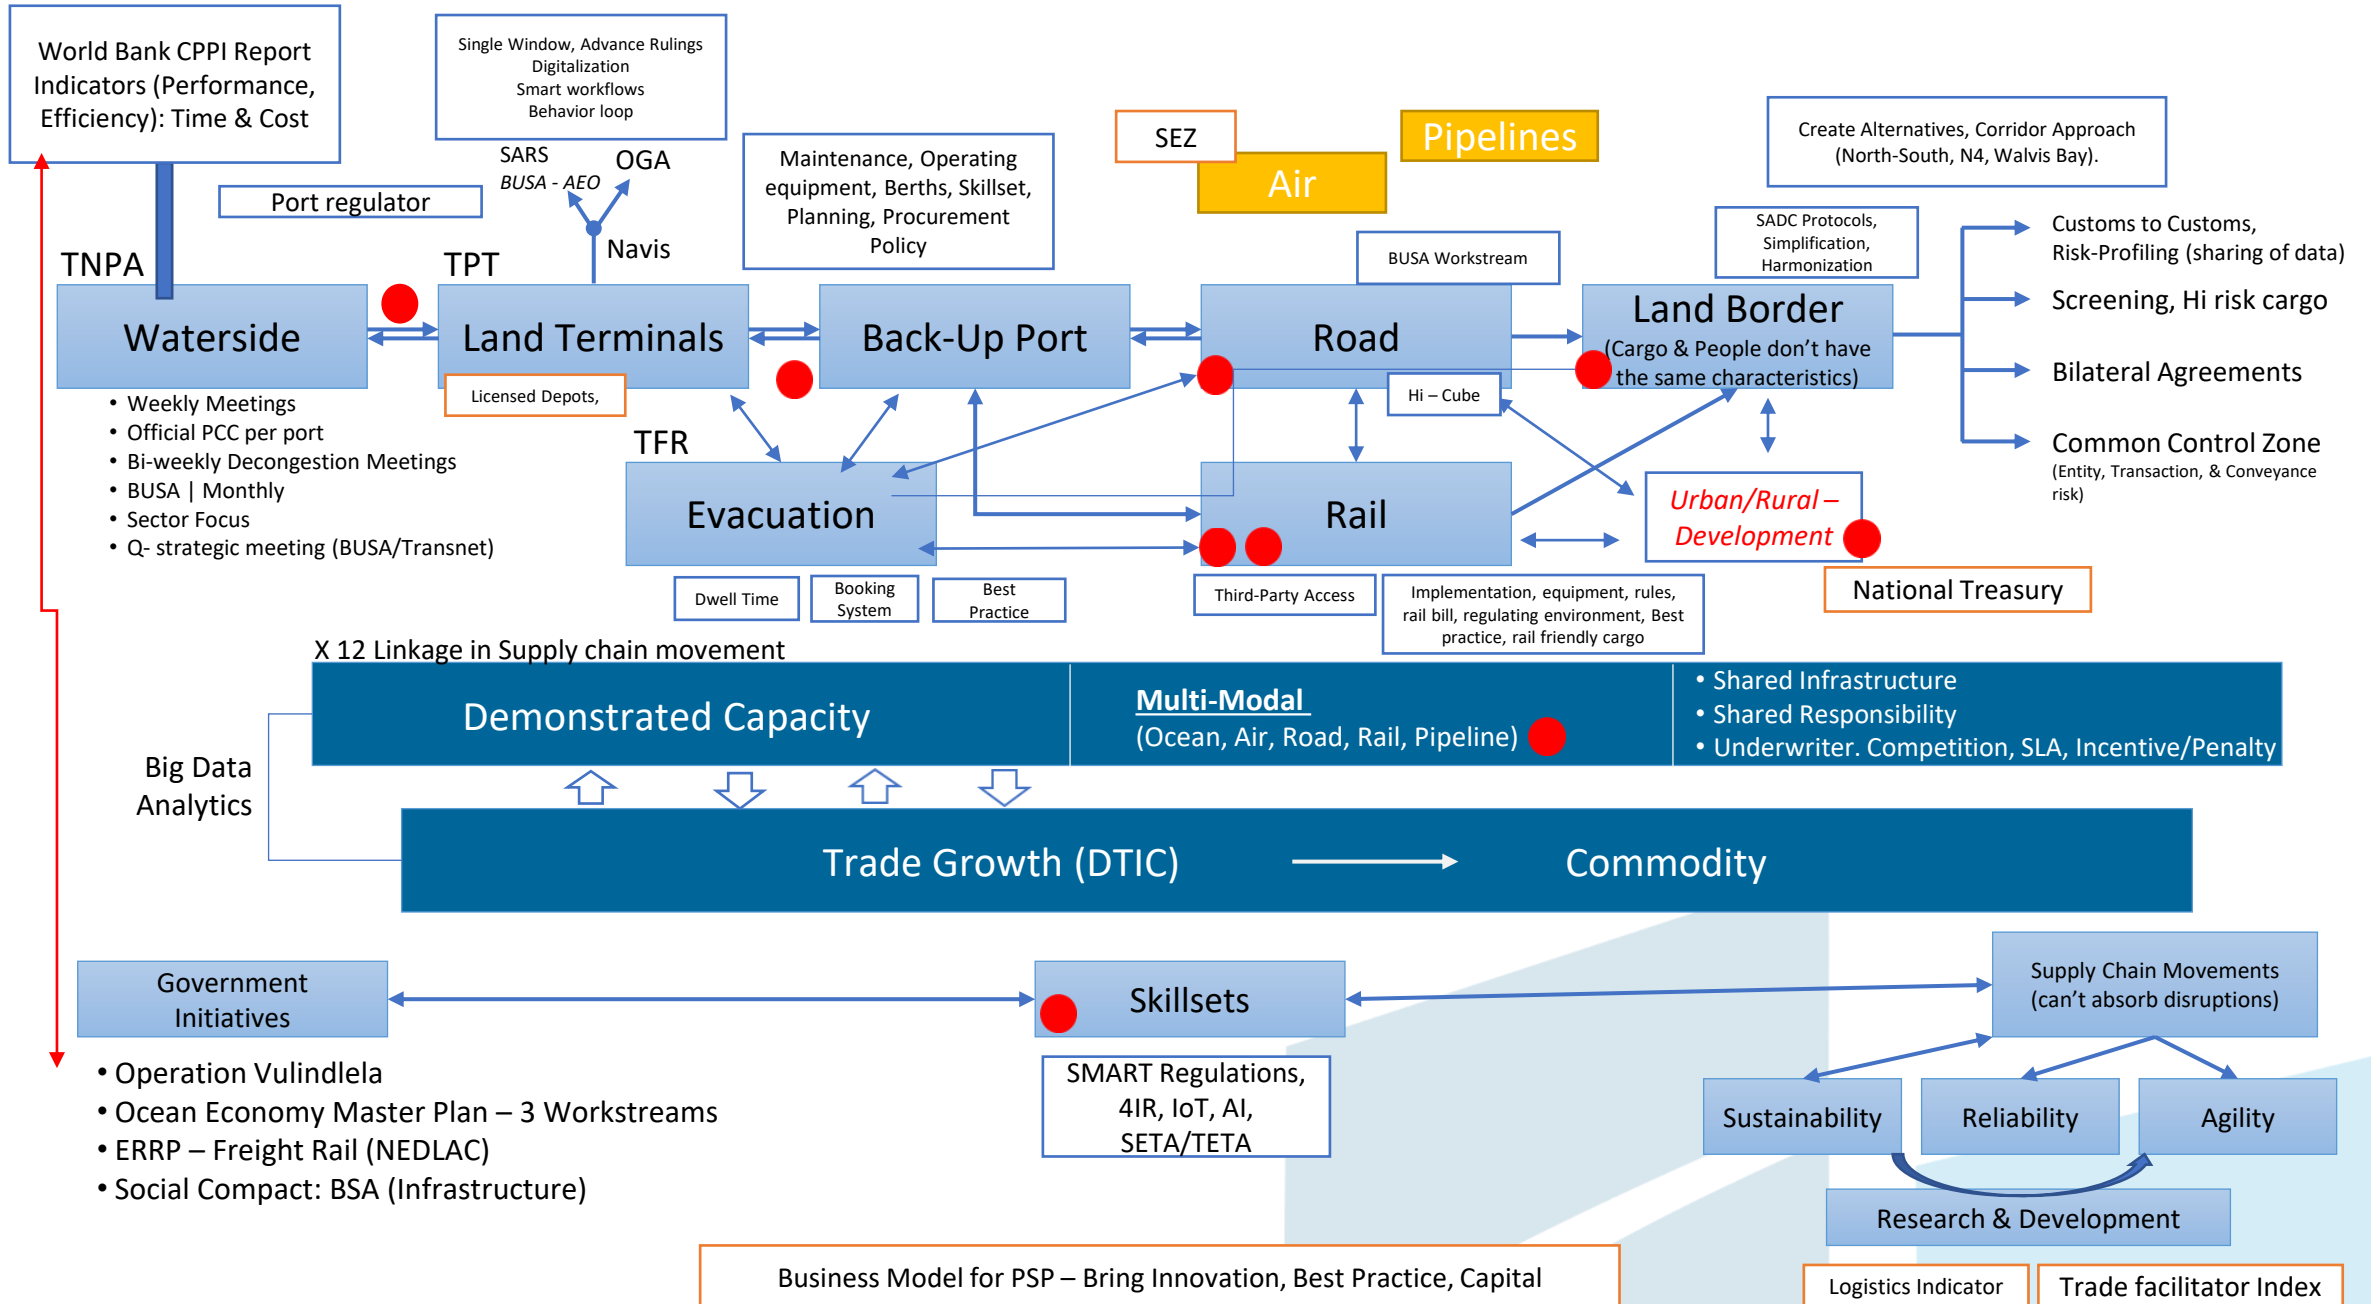 World Bank CPPI Report
Indicators (Performance,
Efficiency): Time & Cost
Single Window, Advance Rulings
Digitalization
Smart workflows
Behavior loop
SARS
BUSA - AEO
OGA
Navis
Port regulator
Maintenance, Operating
equipment, Berths, Skillset,
Planning, Procurement
Policy
SEZ
Air
Pipelines
Create Alternatives, Corridor Approach
(North-South, N4, Walvis Bay).
BUSA Workstream
SADC Protocols,
Simplification,
Harmonization
Customs to Customs,
Risk-Profiling (sharing of data)
Screening, Hi risk cargo
Bilateral Agreements
Common Control Zone
(Entity, Transaction, & Conveyance
risk)
TNPA
Waterside
TPT
Land Terminals
Licensed Depots,
Back-Up Port
Road
Hi – Cube
Land Border
(Cargo & People don’t have
the same characteristics)
• Weekly Meetings
• Official PCC per port
• Bi-weekly Decongestion Meetings
• BUSA | Monthly
• Sector Focus
• Q- strategic meeting (BUSA/Transnet)
TFR
Evacuation
Rail
Urban/Rural –
Development
National Treasury
Dwell Time
Booking
System
Best
Practice
Third-Party Access
Implementation, equipment, rules,
rail bill, regulating environment, Best
practice, rail friendly cargo
X 12 Linkage in Supply chain movement
Demonstrated Capacity
Multi-Modal
(Ocean, Air, Road, Rail, Pipeline)
• Shared Infrastructure
• Shared Responsibility
• Underwriter. Competition, SLA, Incentive/Penalty
Big Data
Analytics
Trade Growth (DTIC)
Commodity
Government
Initiatives
Skillsets
Supply Chain Movements
(can’t absorb disruptions)
• Operation Vulindlela
• Ocean Economy Master Plan – 3 Workstreams
• ERRP – Freight Rail (NEDLAC)
• Social Compact: BSA (Infrastructure)
SMART Regulations,
4IR, IoT, AI,
SETA/TETA
Sustainability
Reliability
Agility
Research & Development
Business Model for PSP – Bring Innovation, Best Practice, Capital
Logistics Indicator
Trade facilitator Index